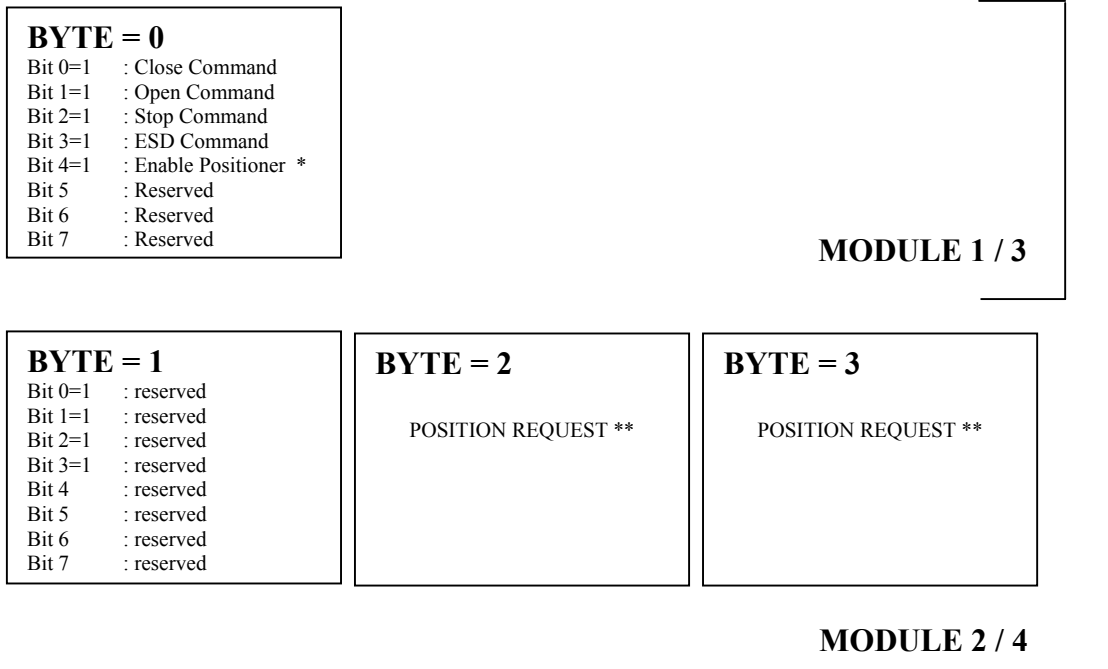 BYTE = 0
Bit 0=1 : Close Command
Bit 1=1 : Open Command
Bit 2=1 : Stop Command
Bit 3=1 : ESD Command
Bit 4=1 : Enable Positioner *
Bit 5 : Reserved
Bit 6 : Reserved
Bit 7 : Reserved
MODULE 1 / 3
BYTE = 1
Bit 0=1 : reserved
Bit 1=1 : reserved
Bit 2=1 : reserved
Bit 3=1 : reserved
Bit 4 : reserved
Bit 5 : reserved
Bit 6 : reserved
Bit 7 : reserved
BYTE = 2
POSITION REQUEST **
BYTE = 3
POSITION REQUEST **
MODULE 2 / 4